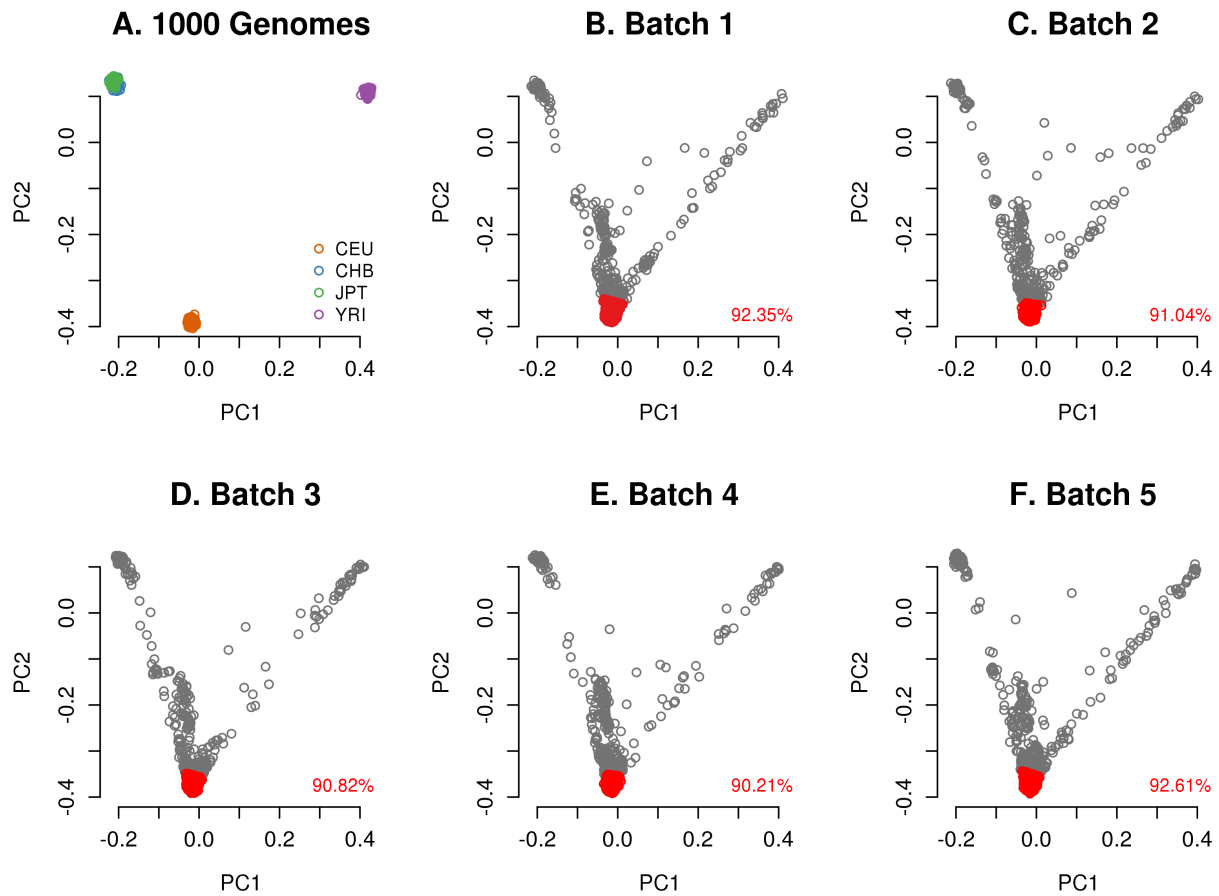 A. 1000 Genomes
PC2
0.0
-0.2
-0.4
CEU
CHB
JPT
YRI
-0.2 0.0 0.2 0.4
PC1
B. Batch 1
PC2
0.0
-0.2
-0.4
92.35%
-0.2 0.0 0.2 0.4
PC1
C. Batch 2
PC2
0.0
-0.2
-0.4
91.04%
-0.2 0.0 0.2 0.4
PC1
D. Batch 3
PC2
0.0
-0.2
-0.4
90.82%
-0.2 0.0 0.2 0.4
PC1
E. Batch 4
PC2
0.0
-0.2
-0.4
90.21%
-0.2 0.0 0.2 0.4
PC1
F. Batch 5
PC2
0.0
-0.2
-0.4
92.61%
-0.2 0.0 0.2 0.4
PC1